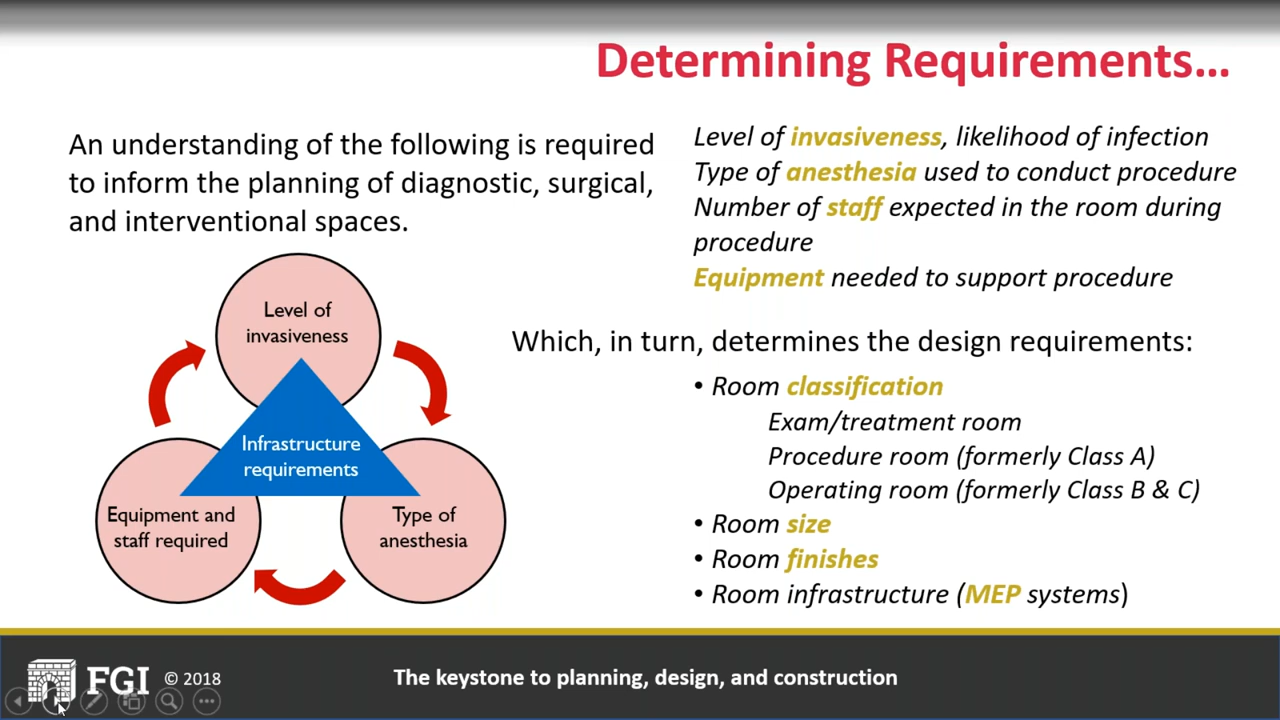 Determining Requirements...
An understanding of the following is required
to inform the planning of diagnostic, surgical,
and interventional spaces.
Level of
invasiveness
Infrastructure
requirements
Equipment and
staff required
Type of
anesthesia
Level of invasiveness, likelihood of infection
Type of anesthesia used to conduct procedure
Number of staff expected in the room during
procedure
Equipment needed to support procedure
Which, in turn, determines the design requirements:
• Room classification
Exam/treatment room
Procedure room (formerly Class A)
Operating room (formerly Class B & C)
• Room size
• Room finishes
• Room infrastructure (MEP systems)
FGI © 2018
The keystone to planning, design, and construction